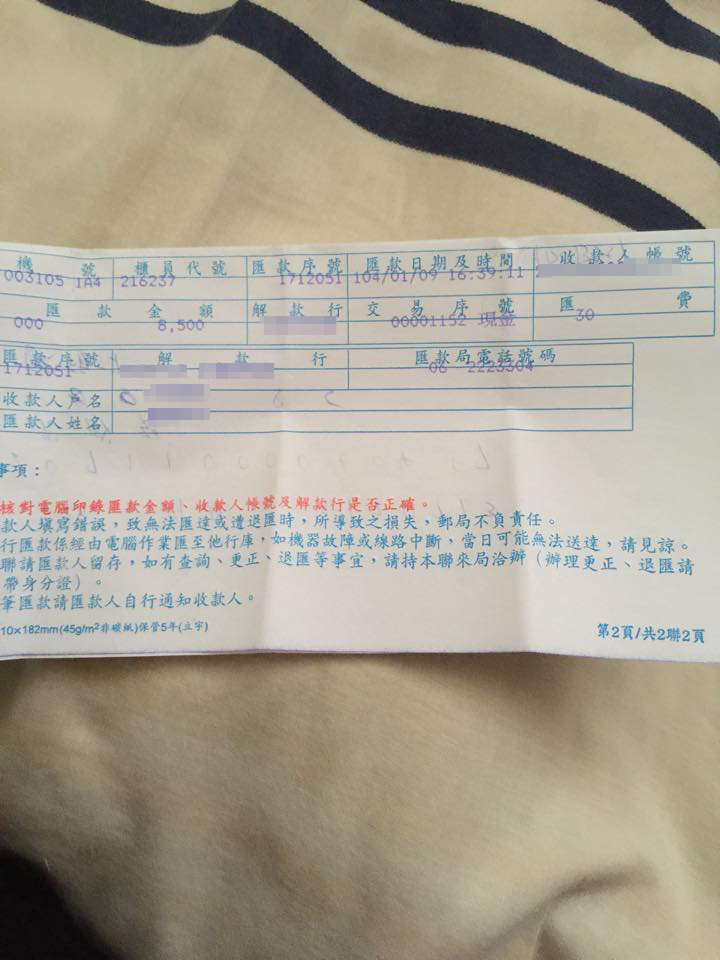 機 號 櫃員代號 匯款序號 匯款日期及時間 收款人帳號
003105 1A4 216237 1712051 104/01/09 16:39:11
匯 款 金 額 解 款 行 交 易 序 號 匯 費
000 8,500 00001152 現金 30
匯款序號 解 款 行 匯款局電話號碼
1712051 06 2223304
收款人戶名
匯款人姓名
事項：
核對電腦印錄匯款金額、收款人帳號及解款行是否正確。
款人填寫錯誤，致無法匯達或遭退匯時，所導致之損失，郵局不負責任。
行匯款係經由電腦作業匯至他行庫，如機器故障或線路中斷，當日可能無法送達，請見諒。
聯請匯款人留存，如有查詢、更正、退匯等事宜，請持本聯來局洽辦（辦理更正、退匯請
帶身分證）。
筆匯款請匯款人自行通知收款人。
10x182mm(45g/m²非碳紙)保管5年(立字) 第2頁/共2聯2頁